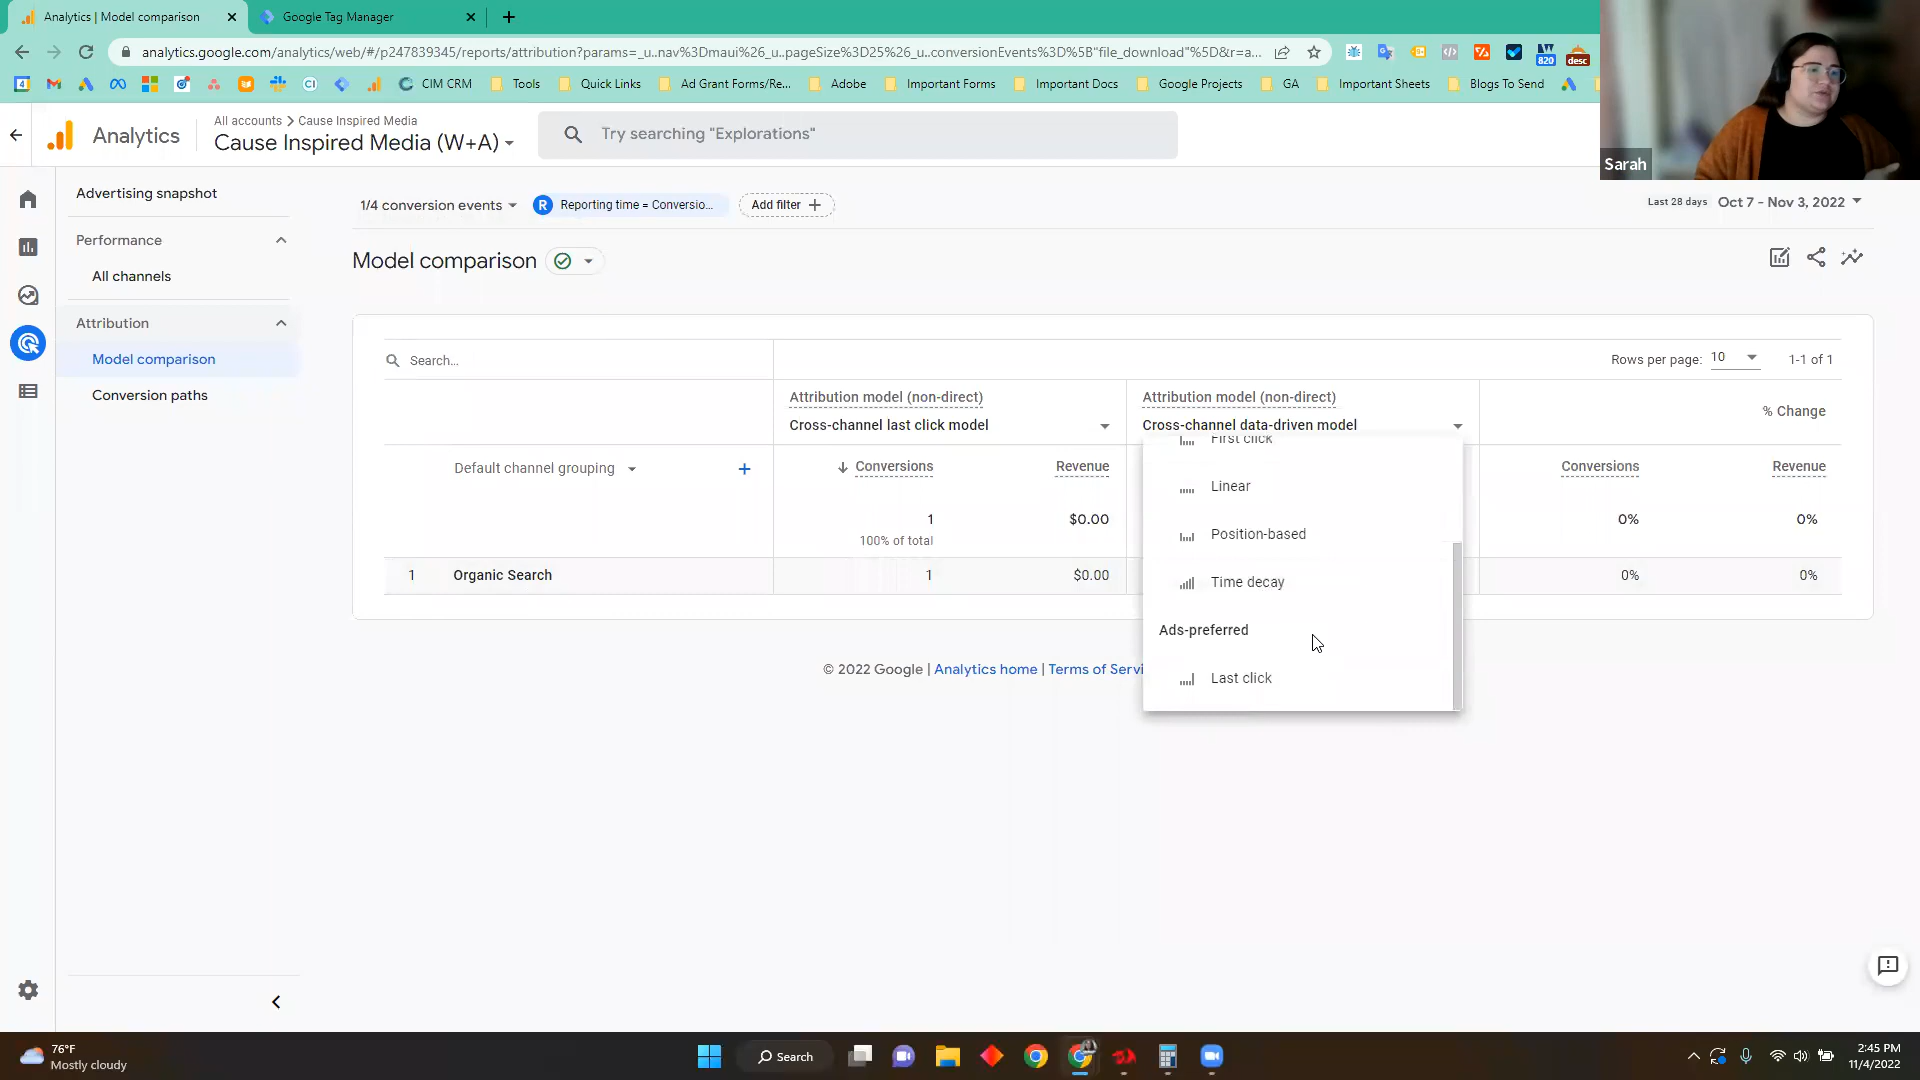 Analytics | Model comparison
Google Tag Manager
analytics.google.com/analytics/web/#/p247839345/reports/attribution?params=_u..nav%3Dmaui%26_u..pageSize%3D25%26_u..conversionEvents%3D%5B"file_download"%5D&r=a...
820
desc
4
CI
CIM CRM
Tools
Quick Links
Ad Grant Forms/Re...
Adobe
Important Forms
Important Docs
Google Projects
GA
Important Sheets
Blogs To Send
Sarah
Analytics
All accounts > Cause Inspired Media
Cause Inspired Media (W+A)
Try searching "Explorations"
Advertising snapshot
Performance
All channels
Attribution
Model comparison
Conversion paths
1/4 conversion events
R Reporting time = Conversio...
Add filter +
Last 28 days Oct 7 - Nov 3, 2022
Model comparison
Search...
Rows per page: 10 1-1 of 1
Attribution model (non-direct)
Cross-channel last click model
Attribution model (non-direct)
Cross-channel data-driven model
% Change
Default channel grouping
Conversions
Revenue
Conversions
Revenue
1
100% of total
$0.00
0%
0%
1 Organic Search 1 $0.00 0% 0%
First click
Linear
Position-based
Time decay
Ads-preferred
Last click
© 2022 Google | Analytics home | Terms of Servi
76°F
Mostly cloudy
Search
2:45 PM
11/4/2022